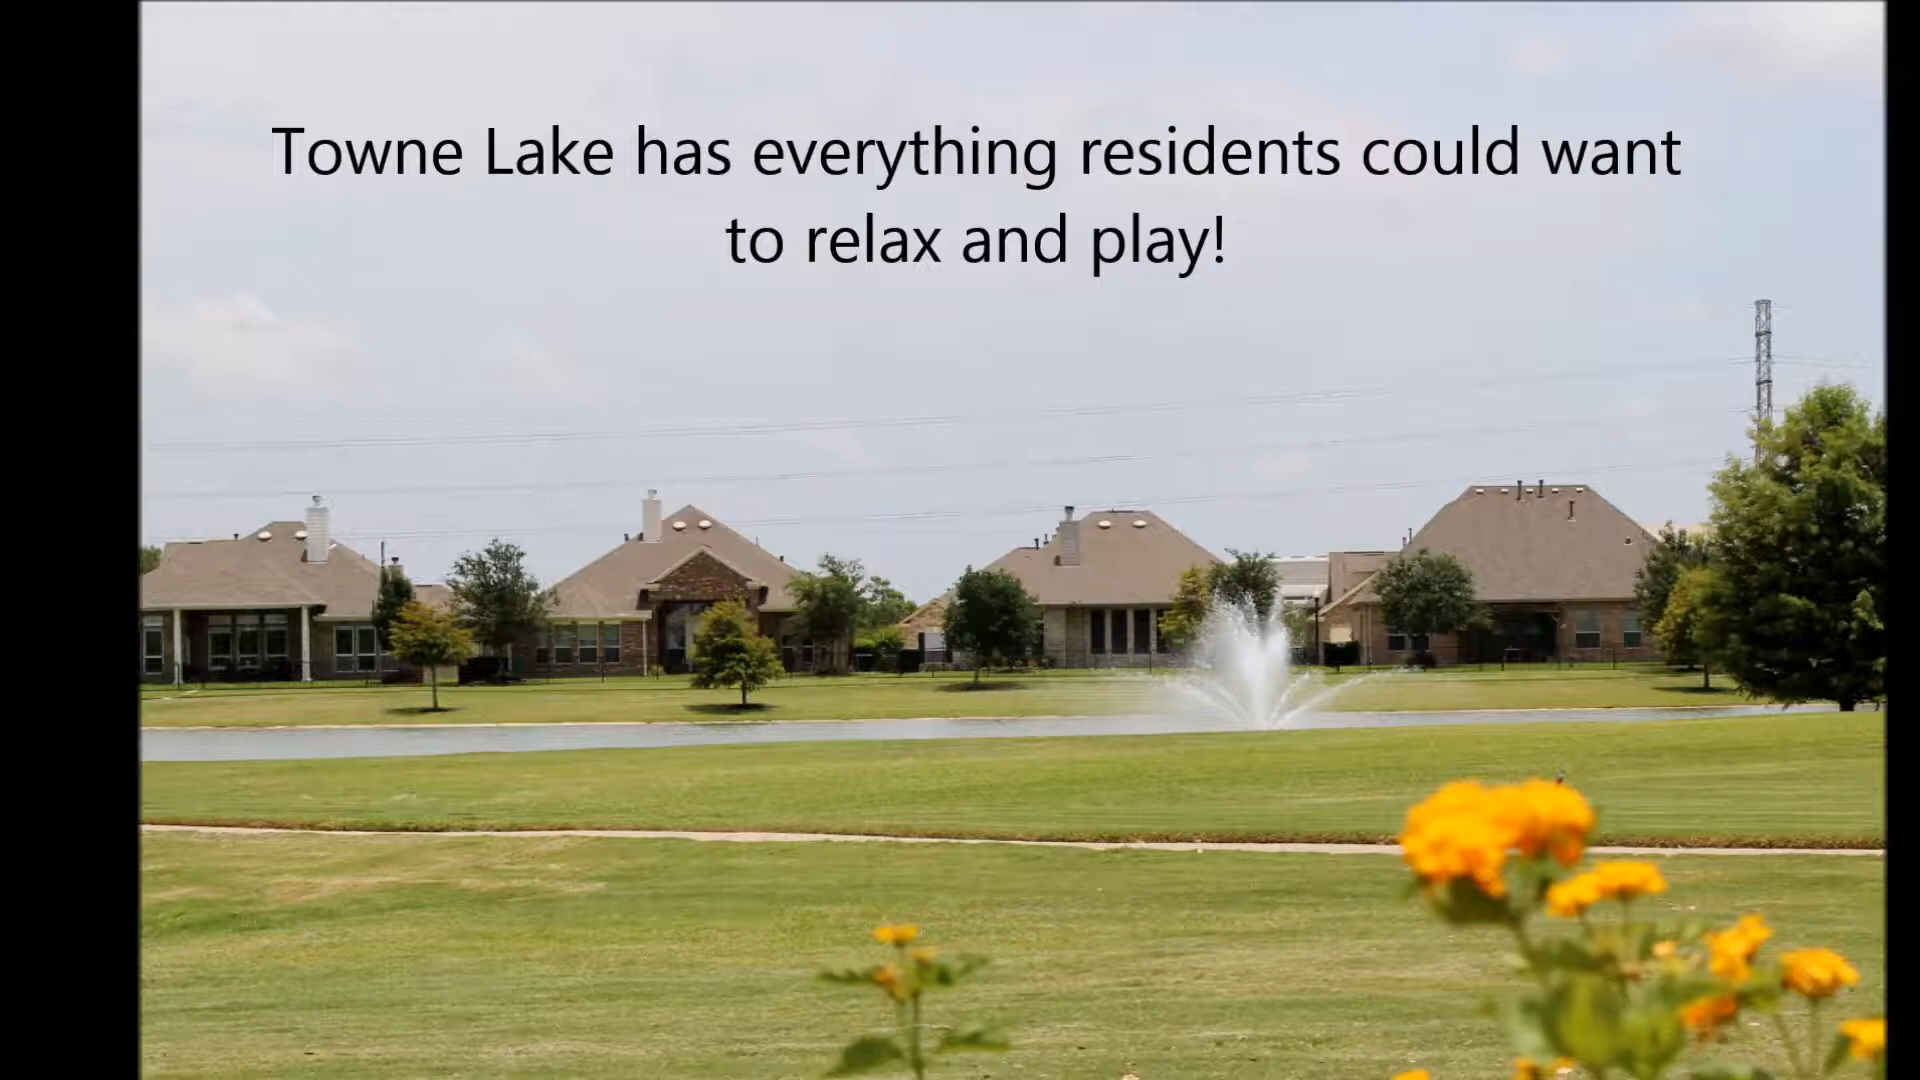 Towne Lake has everything residents could want
to relax and play!